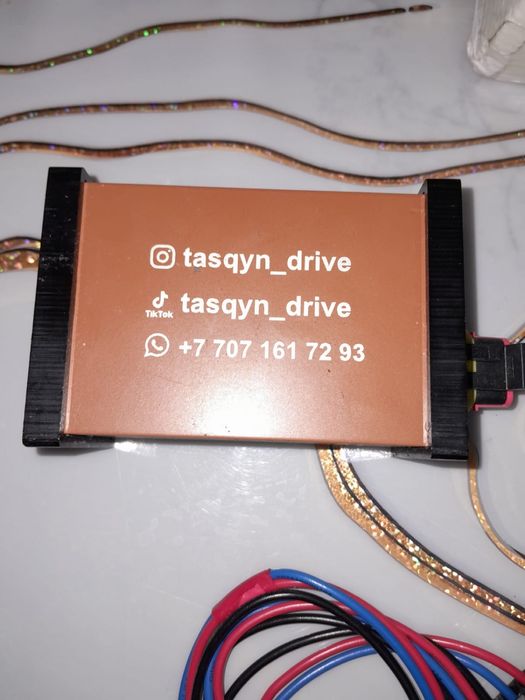 tasqyn_drive
TikTok tasqyn_drive
+7 707 161 72 93